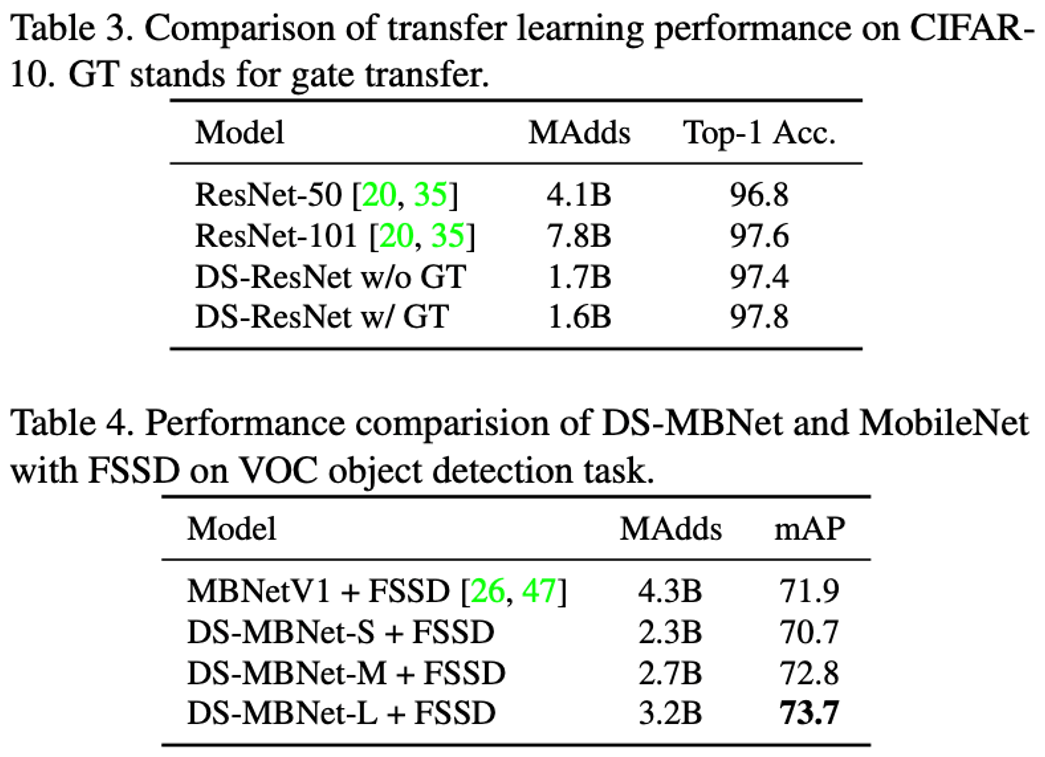 Table 3. Comparison of transfer learning performance on CIFAR-
10. GT stands for gate transfer.
Model MAdds Top-1 Acc.
ResNet-50 [20, 35] 4.1B 96.8
ResNet-101 [20, 35] 7.8B 97.6
DS-ResNet w/o GT 1.7B 97.4
DS-ResNet w/ GT 1.6B 97.8
Table 4. Performance comparision of DS-MBNet and MobileNet
with FSSD on VOC object detection task.
Model MAdds mAP
MBNetV1 + FSSD [26, 47] 4.3B 71.9
DS-MBNet-S + FSSD 2.3B 70.7
DS-MBNet-M + FSSD 2.7B 72.8
DS-MBNet-L + FSSD 3.2B 73.7